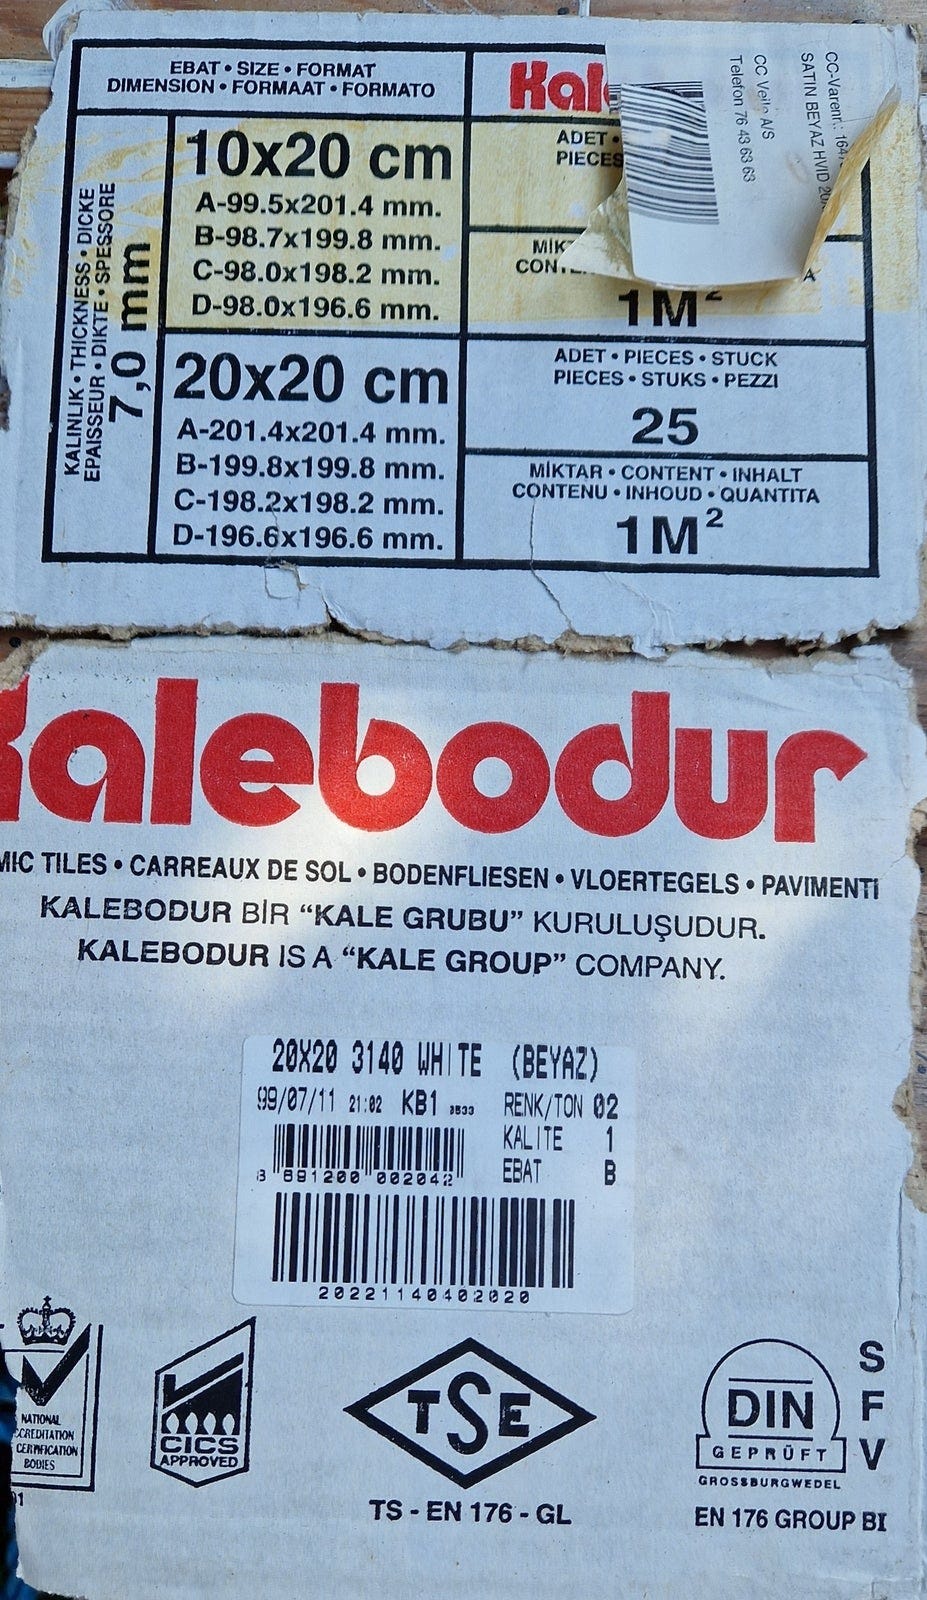 EBAT • SIZE • FORMAT
DIMENSION • FORMAAT • FORMATO
KALINLIK • THICKNESS • DICKE
EPAISSEUR • DIKTE • SPESSORE
7,0 mm
10x20 cm
A-99.5x201.4 mm.
B-98.7x199.8 mm.
C-98.0x198.2 mm.
D-98.0x196.6 mm.
20x20 cm
A-201.4x201.4 mm.
B-199.8x199.8 mm.
C-198.2x198.2 mm.
D-196.6x196.6 mm.
Kale
ADET •
PIECES
1M²
ADET • PIECES • STUCK
PIECES • STUKS • PEZZI
25
MİKTAR • CONTENT • INHALT
CONTENU • INHOUD • QUANTITA
1M²
CC-Varenr.:
SATIN BEYAZ HVID
CC A/S
Telefon 76 43 63 63
Kalebodur
TILES • CARREAUX DE SOL • BODENFLIESEN • VLOERTEGELS • PAVIMENTI
KALEBODUR BİR “KALE GRUBU” KURULUŞUDUR.
KALEBODUR IS A “KALE GROUP” COMPANY.
20X20 3140 WHITE (BEYAZ)
99/07/11 21:02 KB1 RENK/TON 02
KALITE 1
EBAT B
8 691200 002042
20221140402020
NATIONAL
ACCREDITATION
CERTIFICATION
BODIES
CICS
APPROVED
TSE
TS - EN 176 - GL
DIN
GEPRÜFT
GROSSBURGWEDEL
S
F
V
EN 176 GROUP BI